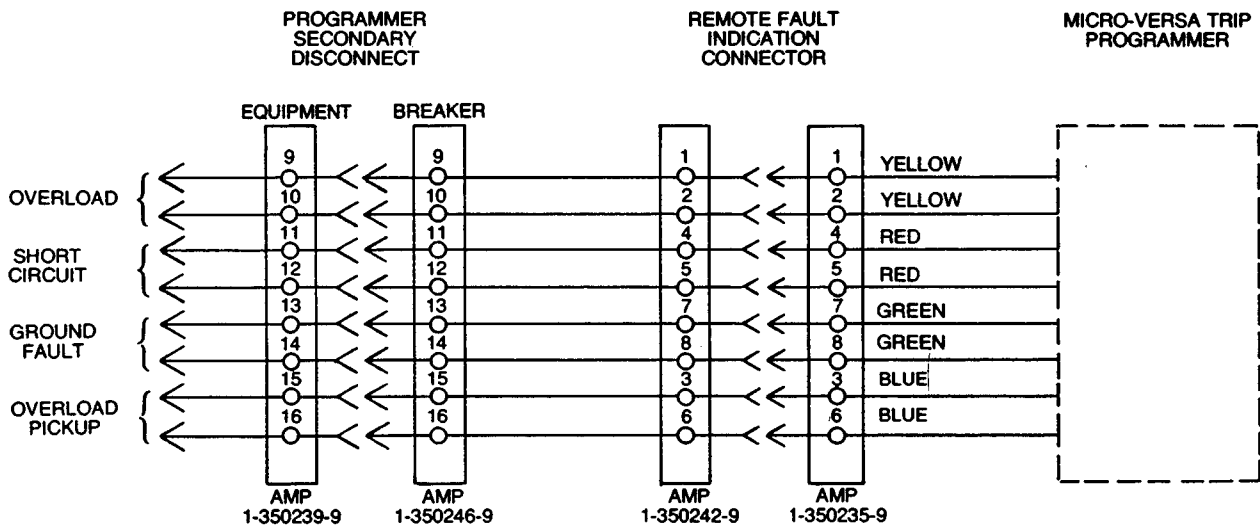 PROGRAMMER
SECONDARY
DISCONNECT
REMOTE FAULT
INDICATION
CONNECTOR
MICRO-VERSA TRIP
PROGRAMMER
EQUIPMENT BREAKER
OVERLOAD
9 9 1 1 YELLOW
10 10 2 2 YELLOW
SHORT
CIRCUIT
11 11 4 4 RED
12 12 5 5 RED
GROUND
FAULT
13 13 7 7 GREEN
14 14 8 8 GREEN
OVERLOAD
PICKUP
15 15 3 3 BLUE
16 16 6 6 BLUE
AMP
1-350239-9
AMP
1-350246-9
AMP
1-350242-9
AMP
1-350235-9